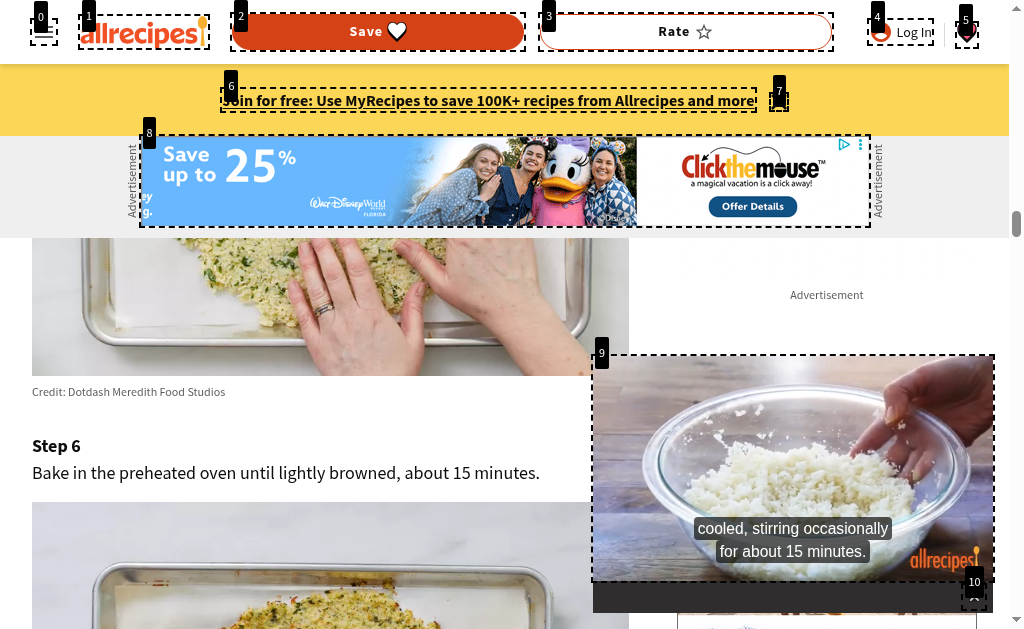 0
1
2
3
4
5
allrecipes
Save
Rate
Log In
6
7
Join for free: Use MyRecipes to save 100K+ recipes from Allrecipes and more
8
Advertisement
Save
up to 25%
ey
g.
Walt Disney World
FLORIDA
©Disney
Clickthemouse™
a magical vacation is a click away!
Offer Details
Advertisement
Advertisement
Credit: Dotdash Meredith Food Studios
Step 6
Bake in the preheated oven until lightly browned, about 15 minutes.
9
cooled, stirring occasionally
for about 15 minutes.
allrecipes
10